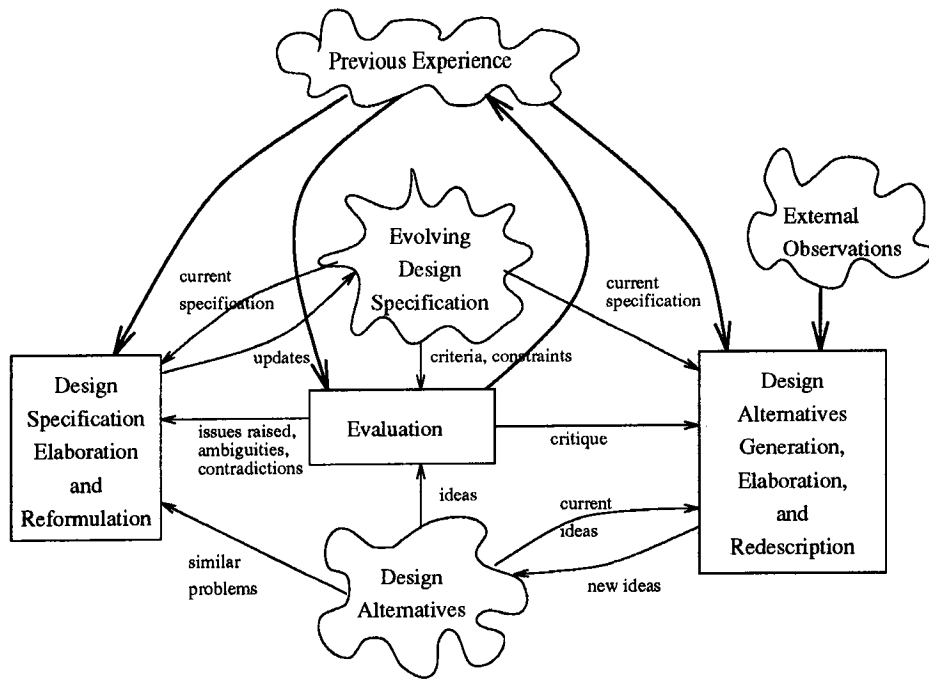 Previous Experience
External
Observations
Evolving
Design
Specification
current
specification
current
specification
updates
criteria, constraints
Design
Specification
Elaboration
and
Reformulation
Evaluation
issues raised,
ambiguities,
contradictions
critique
Design
Alternatives
Generation,
Elaboration,
and
Redescription
ideas
current
ideas
similar
problems
new ideas
Design
Alternatives